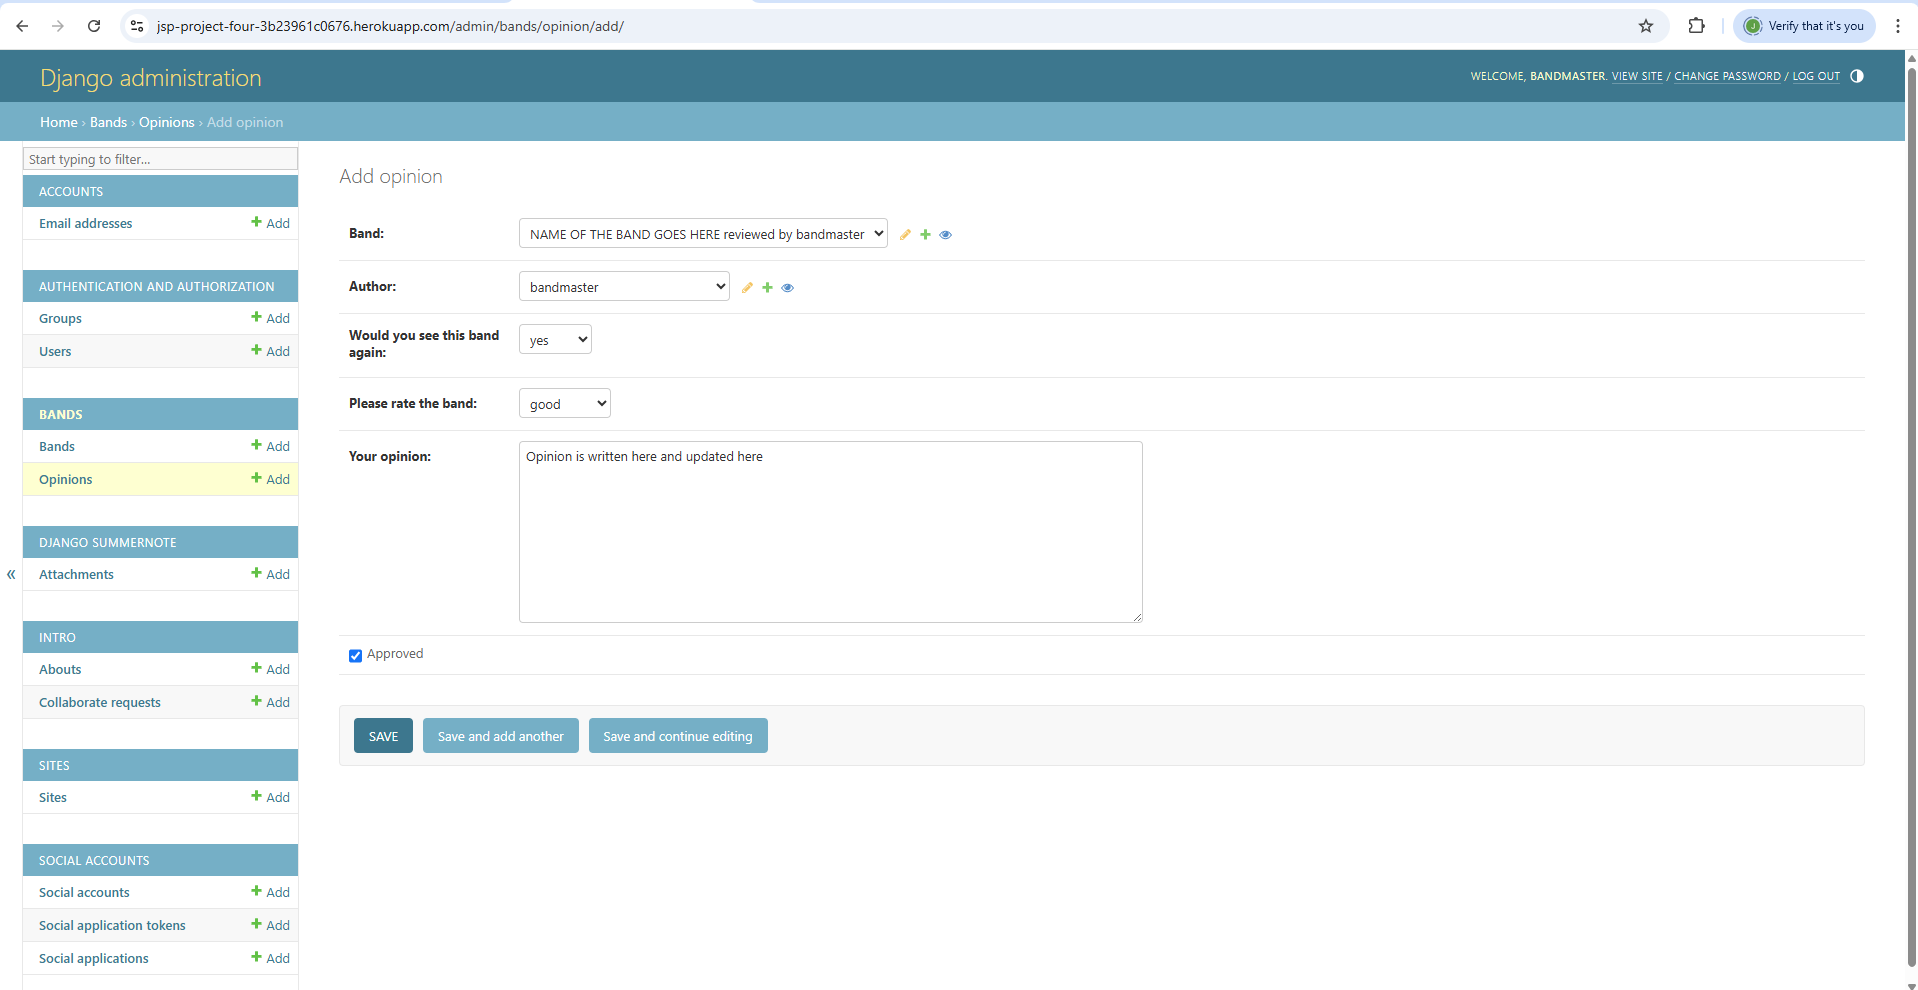 jsp-project-four-3b23961c0676.herokuapp.com/admin/bands/opinion/add/
Verify that it's you
Django administration
WELCOME, BANDMASTER. VIEW SITE / CHANGE PASSWORD / LOG OUT
Home › Bands › Opinions › Add opinion
Start typing to filter...
ACCOUNTS
Email addresses Add
AUTHENTICATION AND AUTHORIZATION
Groups Add
Users Add
BANDS
Bands Add
Opinions Add
DJANGO SUMMERNOTE
Attachments Add
INTRO
Abouts Add
Collaborate requests Add
SITES
Sites Add
SOCIAL ACCOUNTS
Social accounts Add
Social application tokens Add
Social applications Add
«
Add opinion
Band: NAME OF THE BAND GOES HERE reviewed by bandmaster
Author: bandmaster
Would you see this band
again:
yes
Please rate the band: good
Your opinion: Opinion is written here and updated here
Approved
SAVE Save and add another Save and continue editing